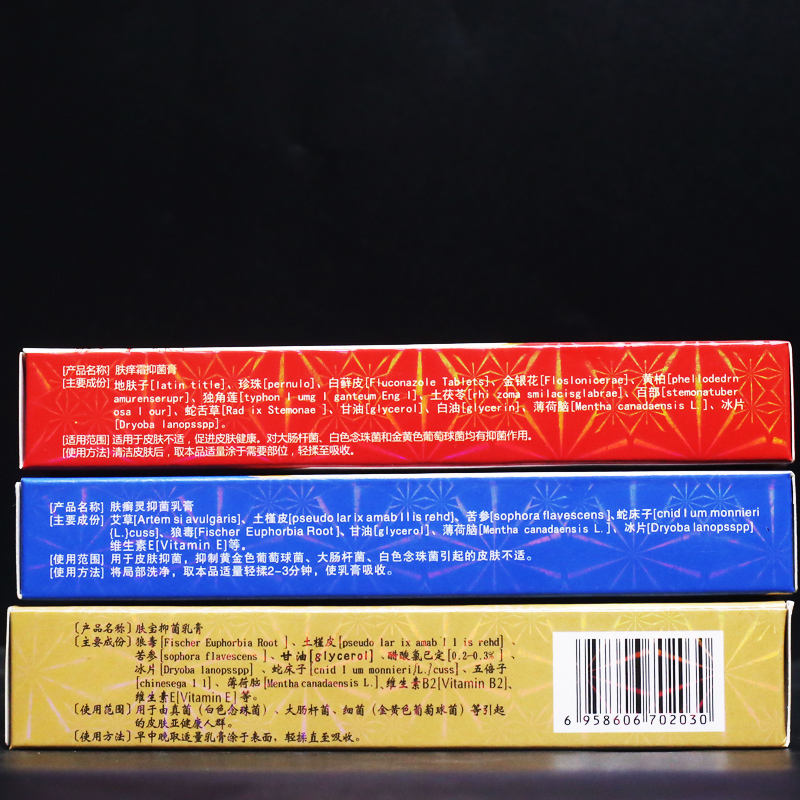 [产品名称] 肤痒霜抑菌膏
[主要成份] 地肤子[latin title]、珍珠[pernulo]、白藓皮[Fluconazole Tablets]、金银花[Floslonicerae]、黄柏[phellodedrn
amurenserupr]、独角莲[typhon l umg l ganteum Eng l]、土茯苓[rhi zoma smilacisglabrae]、百部[stemonatuber
osa l our]、蛇舌草[Rad ix Stemonae ]、甘油[glycerol]、白油[glycerin]、薄荷脑[Mentha canadaensis L.]、冰片
[Dryoba lanopsspp]。
[适用范围] 适用于皮肤不适，促进皮肤健康。对大肠杆菌、白色念珠菌和金黄色葡萄球菌均有抑菌作用。
[使用方法] 清洁皮肤后，取本品适量涂于需要部位，轻揉至吸收。
[产品名称] 肤癣灵抑菌乳膏
[主要成份] 艾草[Artem si avulgaris]、土槿皮[pseudo lar ix amab l l is rehd]、苦参[sophora flavescens]、蛇床子[cnid l um monnieri
(L.)cuss]、狼毒[Fischer Euphorbia Root]、甘油[glycerol]、薄荷脑[Mentha canadaensis L.]、冰片[Dryoba lanopsspp]
维生素E[Vitamin E]等。
[使用范围] 用于皮肤抑菌，抑制黄金色葡萄球菌、大肠杆菌、白色念珠菌引起的皮肤不适。
[使用方法] 将局部洗净，取本品适量轻揉2-3分钟，使乳膏吸收。
[产品名称] 肤宝抑菌乳膏
[主要成份] 狼毒[Fischer Euphorbia Root ]、土槿皮[pseudo lar ix amab l l is rehd]、
苦参[sophora flavescens ]、甘油[glycerol]、醋酸氯己定[0.2-0.3% ]、
冰片[Dryoba lanopsspp]、蛇床子[cnid l um monnieri/L./cuss]、五倍子
[chinesega l l]、薄荷脑[Mentha canadaensis L.]、维生素B2[Vitamin B2]、
维生素E[Vitamin E]等。
[使用范围] 用于由真菌（白色念珠菌）、大肠杆菌、细菌（金黄色葡萄球菌）等引起
的皮肤亚健康人群。
[使用方法] 早中晚取适量乳膏涂于表面，轻揉直至吸收。
6 958606 702030